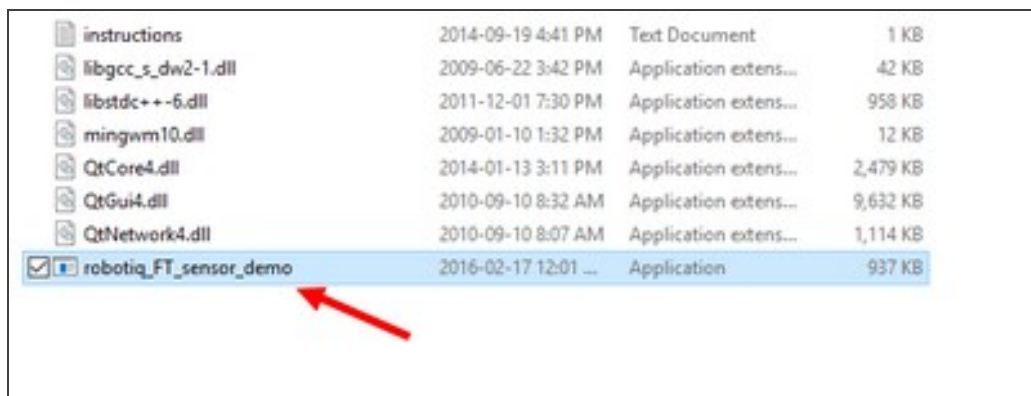 instructions 2014-09-19 4:41 PM Text Document 1 KB
libgcc_s_dw2-1.dll 2009-06-22 3:42 PM Application extens... 42 KB
libstdc++-6.dll 2011-12-01 7:30 PM Application extens... 958 KB
mingwm10.dll 2009-01-10 1:32 PM Application extens... 12 KB
QtCore4.dll 2014-01-13 3:11 PM Application extens... 2,479 KB
QtGui4.dll 2010-09-10 8:32 AM Application extens... 9,632 KB
QtNetwork4.dll 2010-09-10 8:07 AM Application extens... 1,114 KB
robotiq_FT_sensor_demo 2016-02-17 12:01 ... Application 937 KB